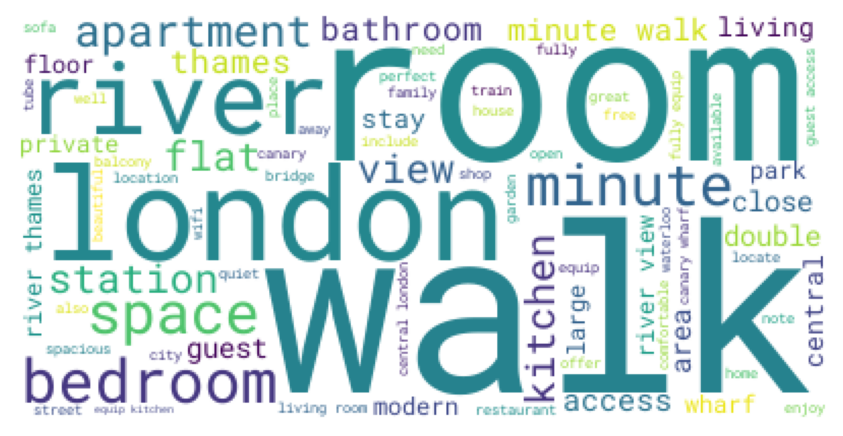 sofa
apartment
bathroom
minute walk
living
floor
thames
need
fully
room
river
tube
well
place
perfect
family
train
house
great
free
fully equip
available
guest access
stay
away
include
private
flat
canary
balcony
beautiful
location
bridge
view
shop
open
park
minute
close
river thames
london
wifi
garden
double
station
quiet
walk
kitchen
equip
large
river view
comfortable
waterloo
area
canary wharf
locate
central
space
also
central london
note
guest
spacious
city
bedroom
offer
home
street
equip kitchen
living room
modern
restaurant
access
wharf
enjoy